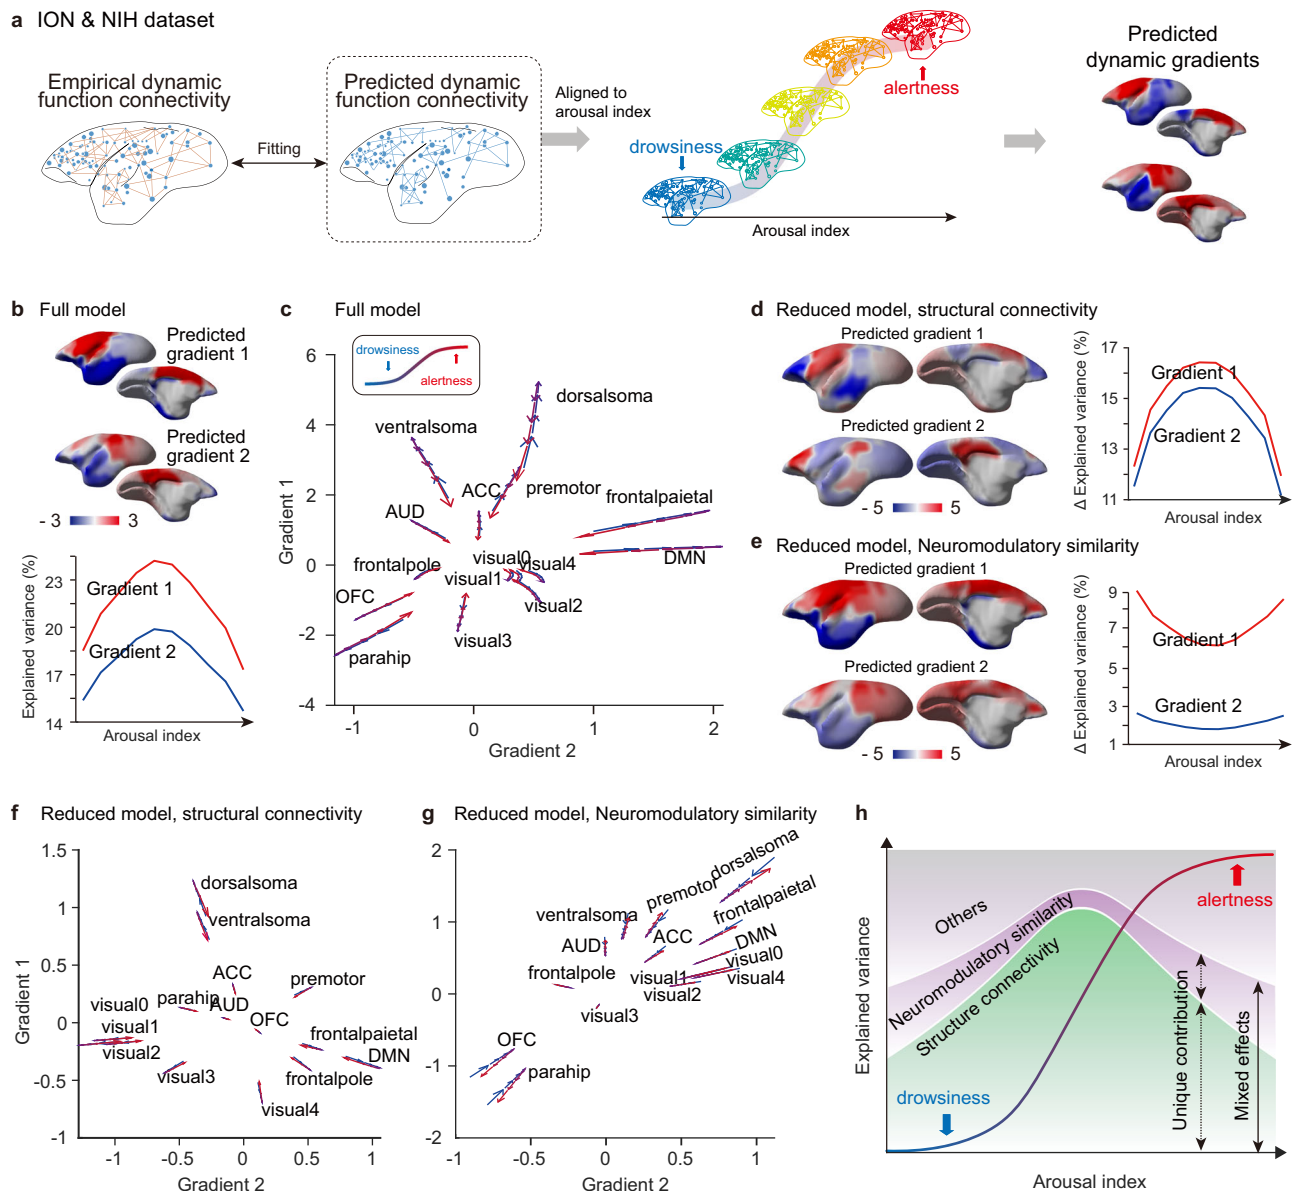 a ION & NIH dataset
Empirical dynamic
function connectivity
Fitting
Predicted dynamic
function connectivity
Aligned to
arousal index
drowsiness
alertness
Arousal index
Predicted
dynamic gradients
b Full model
Predicted
gradient 1
Predicted
gradient 2
- 3 3
Explained variance (%)
23
20
17
14
Gradient 1
Gradient 2
Arousal index
c Full model
drowsiness
alertness
Gradient 1
6
4
2
0
-2
-4
dorsalsoma
ventralsoma
ACC
premotor
frontalpaietal
AUD
visual0
visual4
DMN
frontalpole
visual1
OFC
visual2
visual3
parahip
-1 0 1 2
Gradient 2
d Reduced model, structural connectivity
Predicted gradient 1
Predicted gradient 2
- 5 5
Δ Explained variance (%)
17
15
13
11
Gradient 1
Gradient 2
Arousal index
e Reduced model, Neuromodulatory similarity
Predicted gradient 1
Predicted gradient 2
- 5 5
Δ Explained variance (%)
9
7
5
3
1
Gradient 1
Gradient 2
Arousal index
f Reduced model, structural connectivity
Gradient 1
1.5
1
0.5
0
-0.5
-1
dorsalsoma
ventralsoma
ACC
premotor
parahip
visual0
AUD
OFC
visual1
frontalpaietal
visual2
DMN
visual3
frontalpole
visual4
-1 -0.5 0 0.5 1
Gradient 2
g Reduced model, Neuromodulatory similarity
2
1
0
-1
-2
dorsalsoma
premotor
frontalpaietal
ventralsoma
AUD
ACC
DMN
visual0
frontalpole
visual1
visual4
visual2
visual3
OFC
parahip
-1 0 0.5 1
Gradient 2
h
Explained variance
Others
Neuromodulatory similarity
Structure connectivity
alertness
drowsiness
Unique contribution
Mixed effects
Arousal index